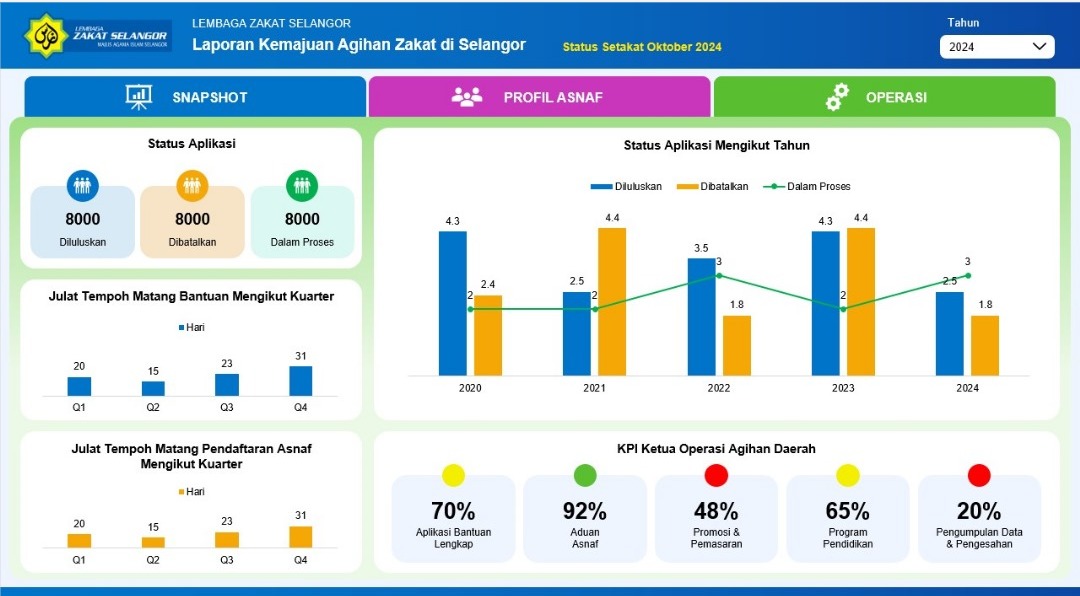 LEMBAGA
ZAKAT SELANGOR
MAJLIS AGAMA ISLAM SELANGOR
LEMBAGA ZAKAT SELANGOR
Laporan Kemajuan Agihan Zakat di Selangor
Status Setakat Oktober 2024
Tahun
2024
SNAPSHOT
PROFIL ASNAF
OPERASI
Status Aplikasi
8000
Diluluskan
8000
Dibatalkan
8000
Dalam Proses
Julat Tempoh Matang Bantuan Mengikut Kuarter
Hari
20
15
23
31
Q1
Q2
Q3
Q4
Julat Tempoh Matang Pendaftaran Asnaf
Mengikut Kuarter
Hari
20
15
23
31
Q1
Q2
Q3
Q4
Status Aplikasi Mengikut Tahun
Diluluskan
Dibatalkan
Dalam Proses
4.3
2
2.4
2.5
2
4.4
3.5
3
1.8
4.3
2
4.4
2.5
3
1.8
2020
2021
2022
2023
2024
KPI Ketua Operasi Agihan Daerah
70%
Aplikasi Bantuan
Lengkap
92%
Aduan
Asnaf
48%
Promosi &
Pemasaran
65%
Program
Pendidikan
20%
Pengumpulan Data
& Pengesahan